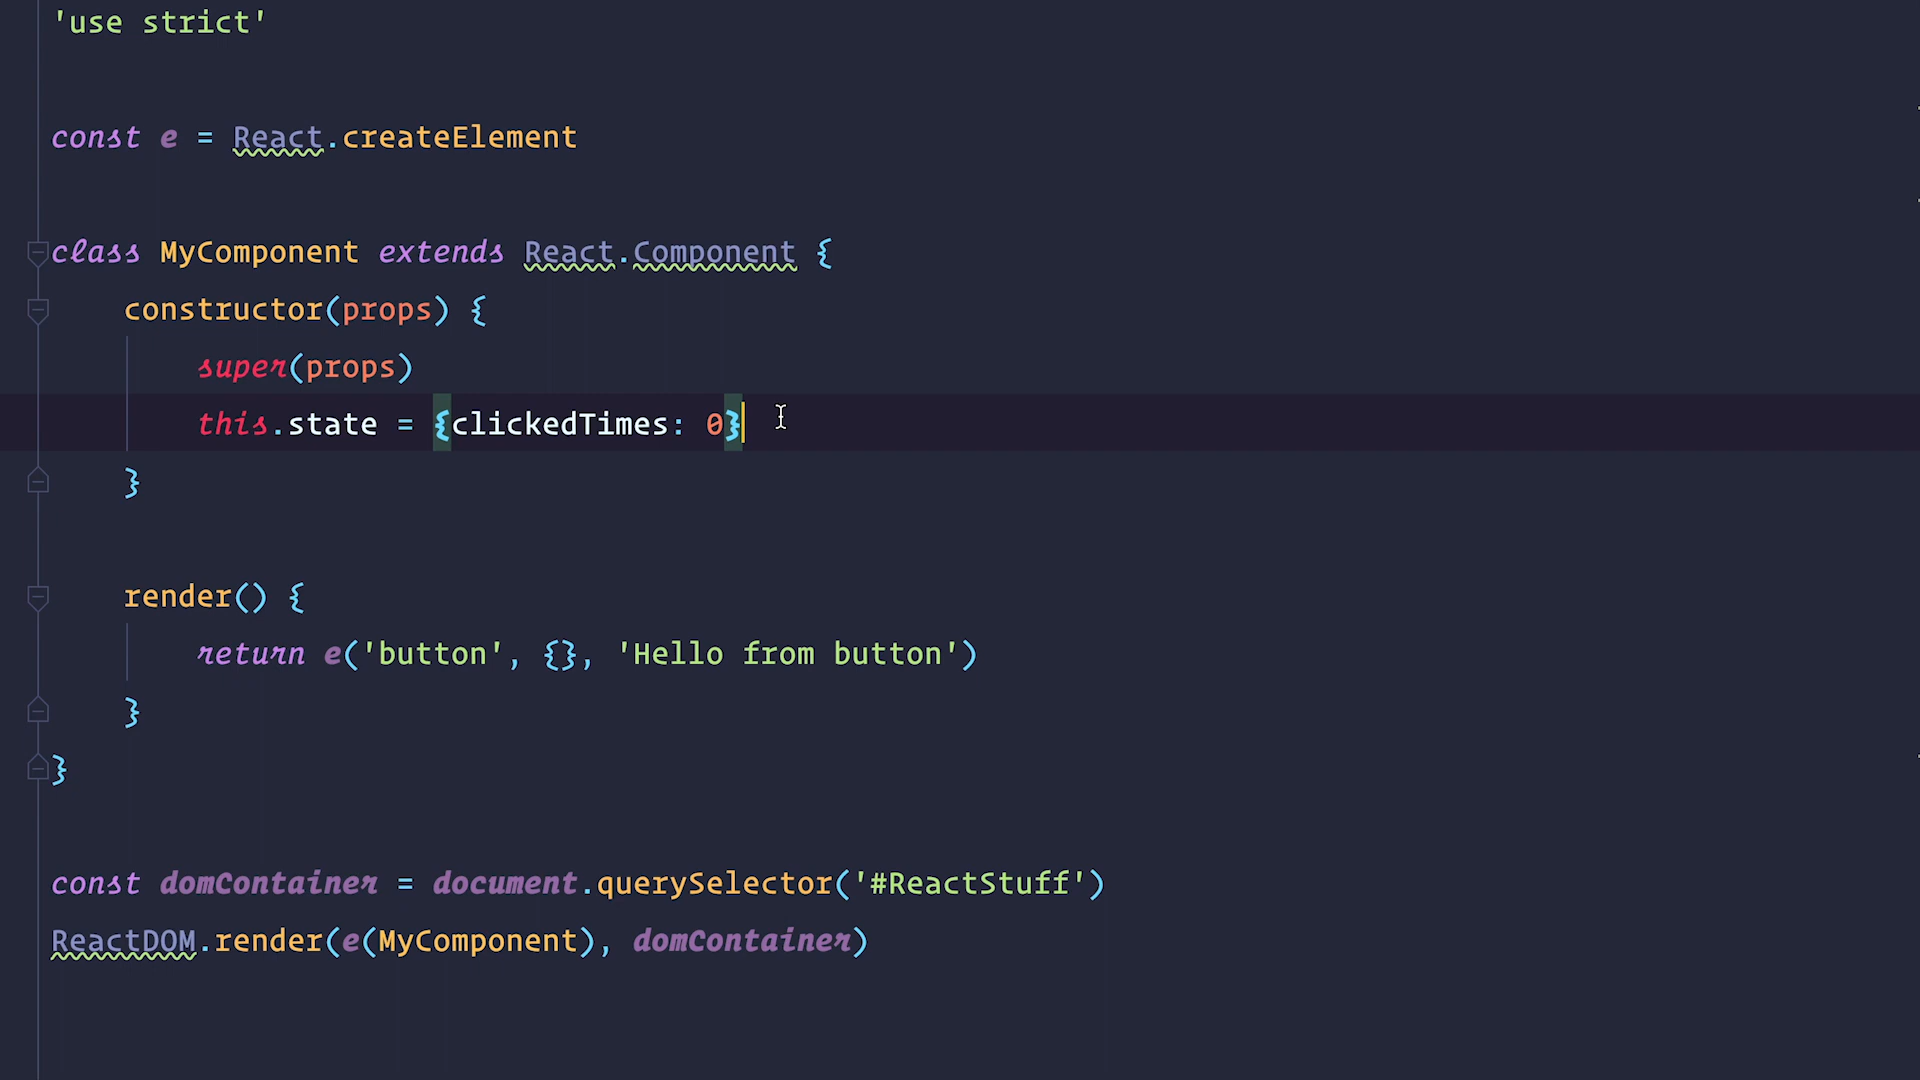 'use strict'
const e = React.createElement
class MyComponent extends React.Component {
constructor(props) {
super(props)
this.state = {clickedTimes: 0}
}
render() {
return e('button', {}, 'Hello from button')
}
}
const domContainer = document.querySelector('#ReactStuff')
ReactDOM.render(e(MyComponent), domContainer)